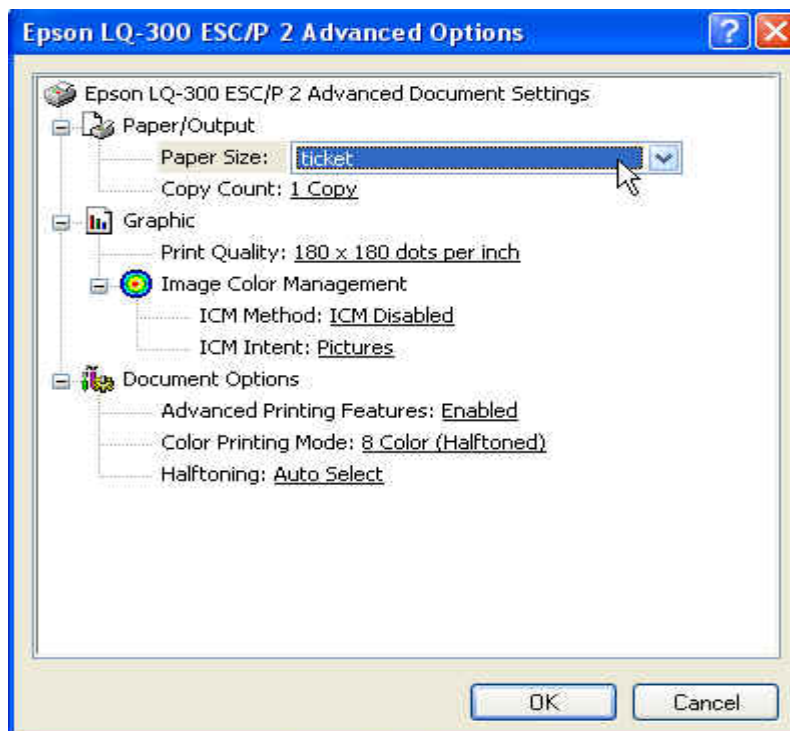 Epson LQ-300 ESC/P 2 Advanced Options
Epson LQ-300 ESC/P 2 Advanced Document Settings
Paper/Output
Paper Size: ticket
Copy Count: 1 Copy
Graphic
Print Quality: 180 x 180 dots per inch
Image Color Management
ICM Method: ICM Disabled
ICM Intent: Pictures
Document Options
Advanced Printing Features: Enabled
Color Printing Mode: 8 Color (Halftoned)
Halftoning: Auto Select
OK Cancel